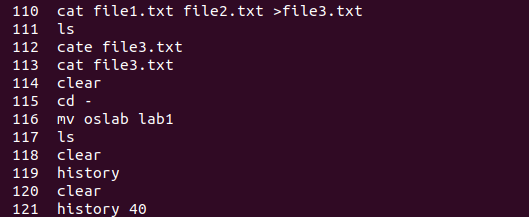 110 cat file1.txt file2.txt >file3.txt
111 ls
112 cate file3.txt
113 cat file3.txt
114 clear
115 cd -
116 mv oslab lab1
117 ls
118 clear
119 history
120 clear
121 history 40